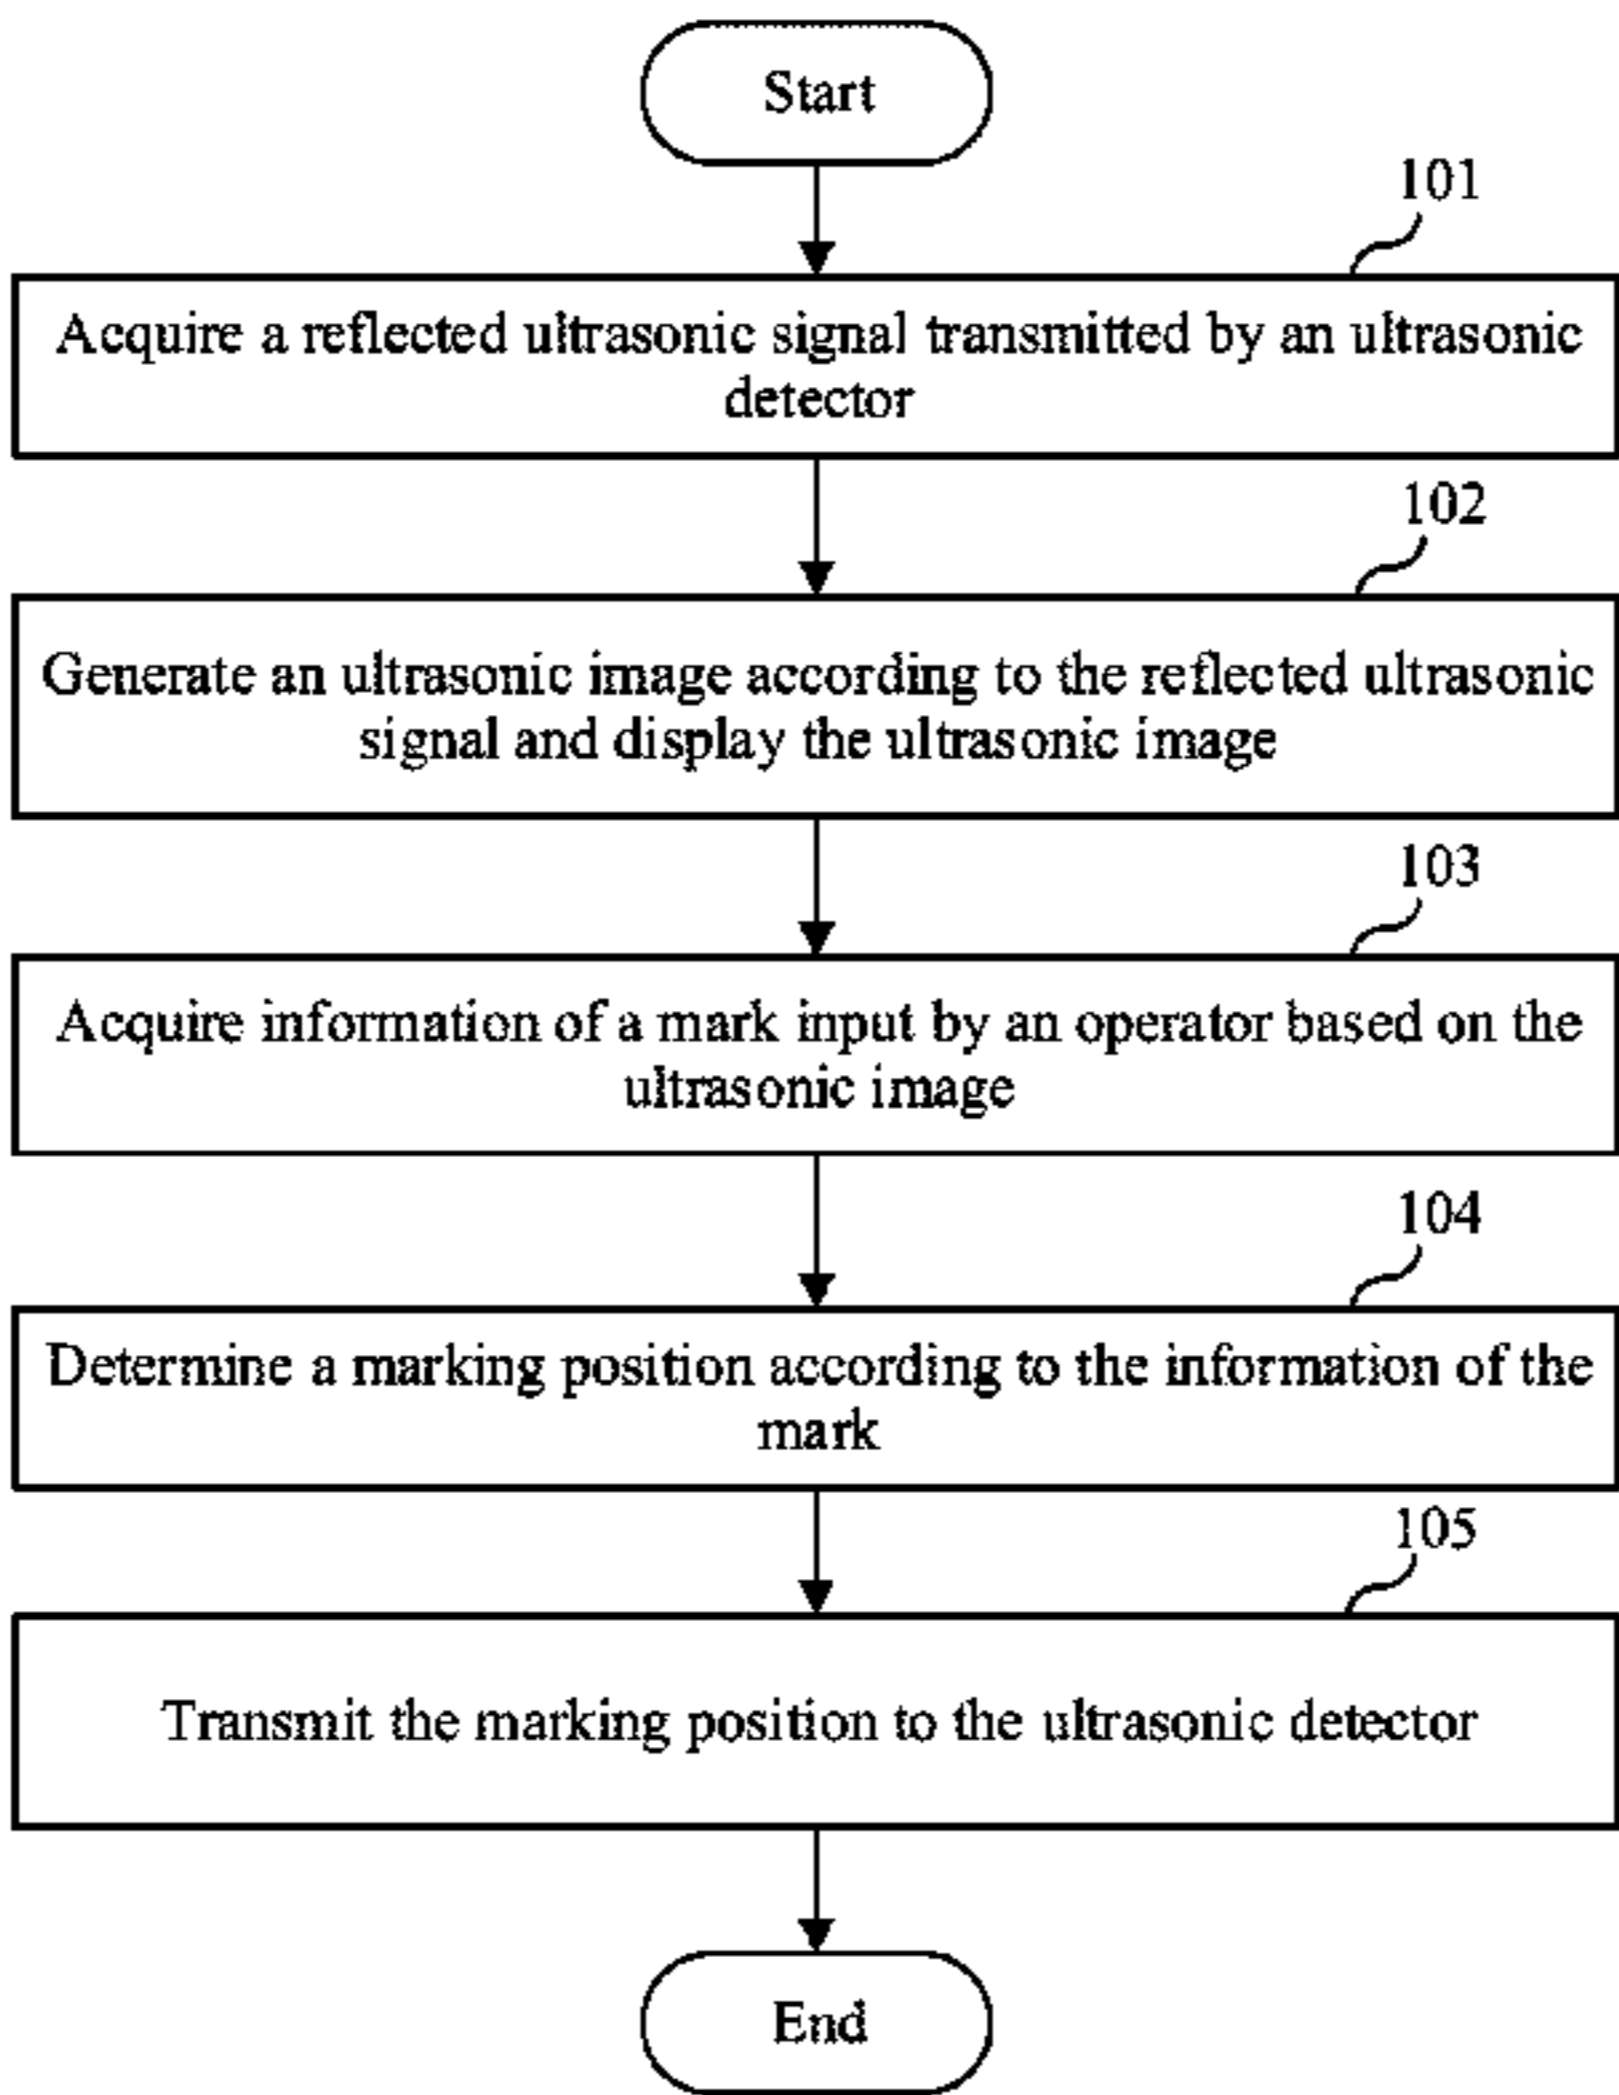 Start
101
Acquire a reflected ultrasonic signal transmitted by an ultrasonic
detector
102
Generate an ultrasonic image according to the reflected ultrasonic
signal and display the ultrasonic image
103
Acquire information of a mark input by an operator based on the
ultrasonic image
104
Determine a marking position according to the information of the
mark
105
Transmit the marking position to the ultrasonic detector
End